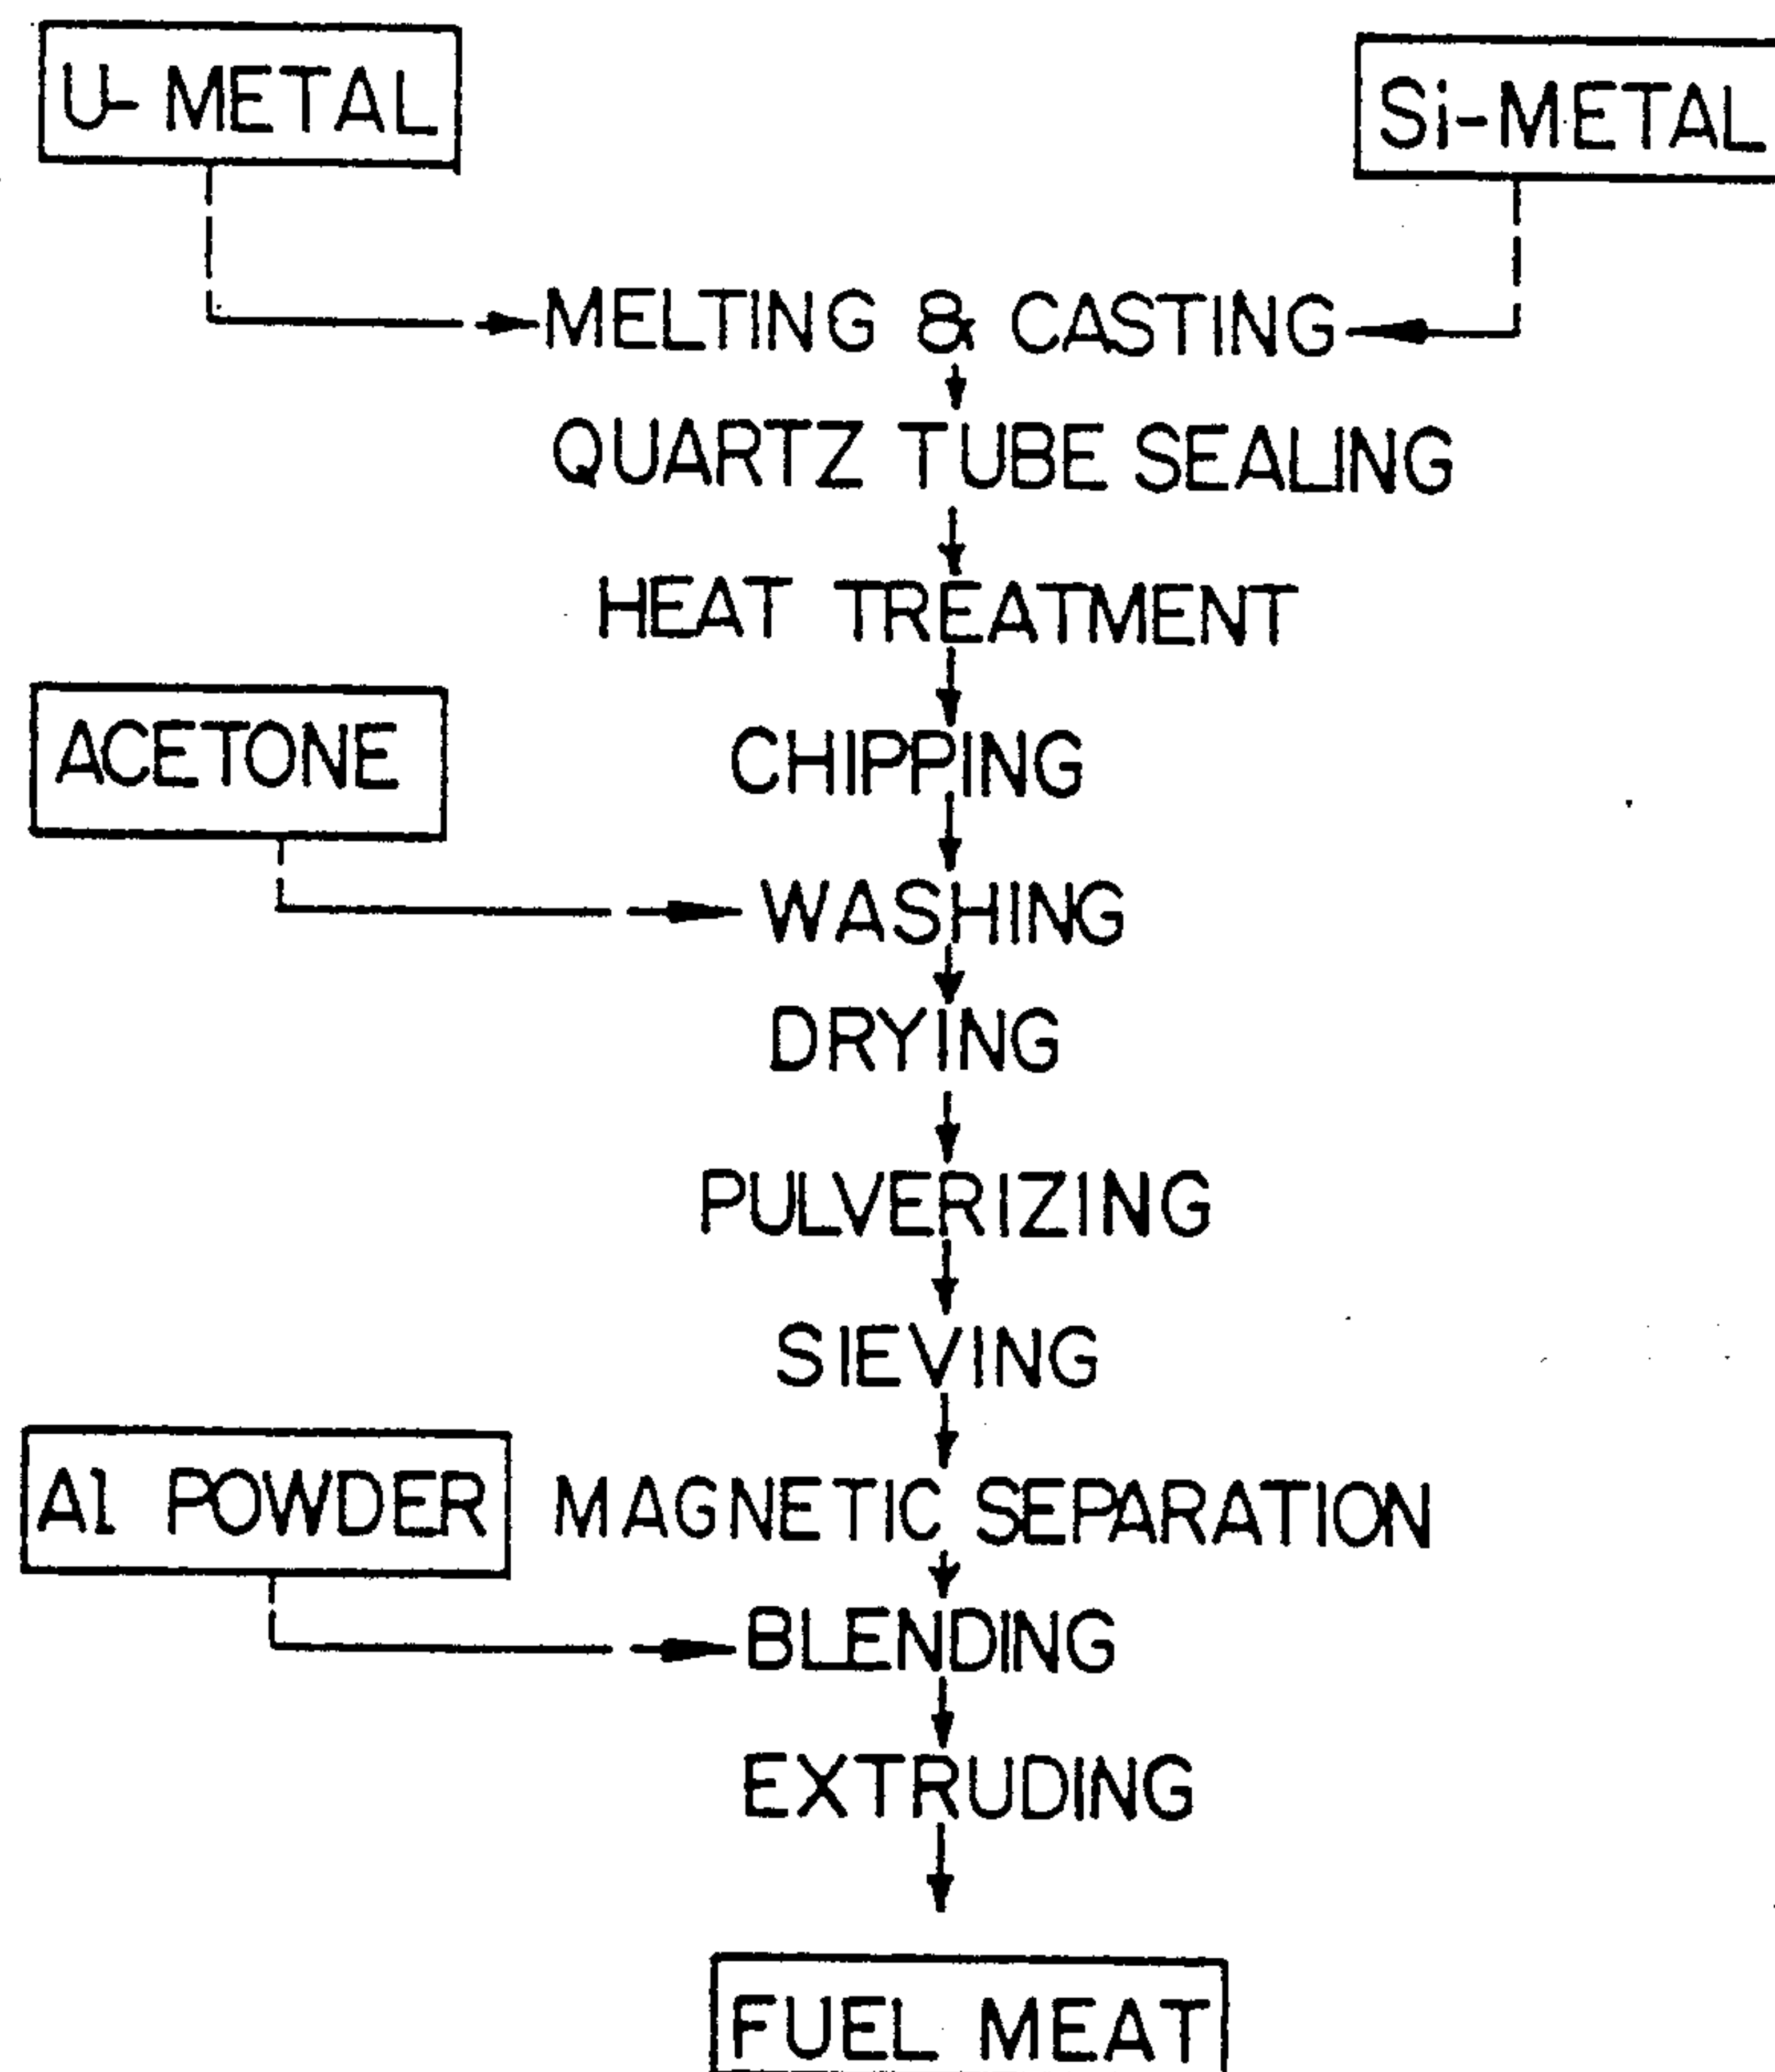 U-METAL
Si-METAL
MELTING & CASTING
QUARTZ TUBE SEALING
HEAT TREATMENT
ACETONE
CHIPPING
WASHING
DRYING
PULVERIZING
SIEVING
Al POWDER
MAGNETIC SEPARATION
BLENDING
EXTRUDING
FUEL MEAT